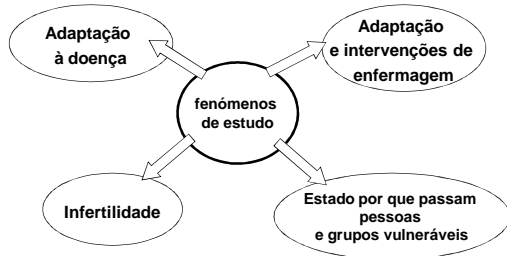 Adaptação
à doença
Adaptação
e intervenções de
enfermagem
fenómenos
de estudo
Infertilidade
Estado por que passam
pessoas
e grupos vulneráveis